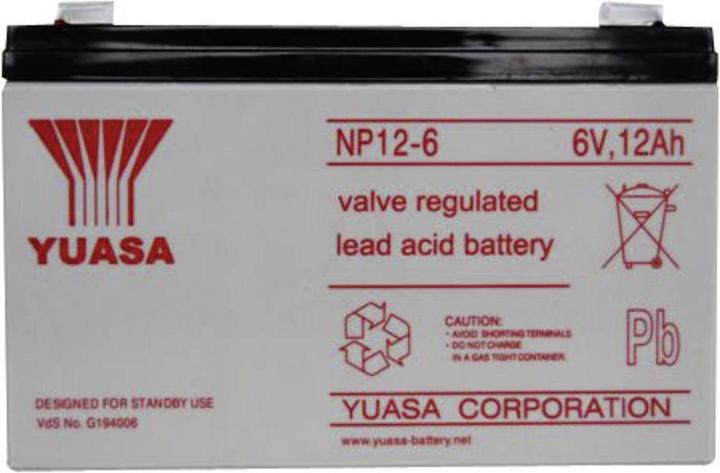 YUASA
NP12-6 6V,12Ah
valve regulated
lead acid battery
CAUTION:
• AVOID SHORTING TERMINALS.
• DO NOT CHARGE
IN A GAS TIGHT CONTAINER.
Pb
DESIGNED FOR STANDBY USE
VdS No. G194006
YUASA CORPORATION
www.yuasa-battery.net